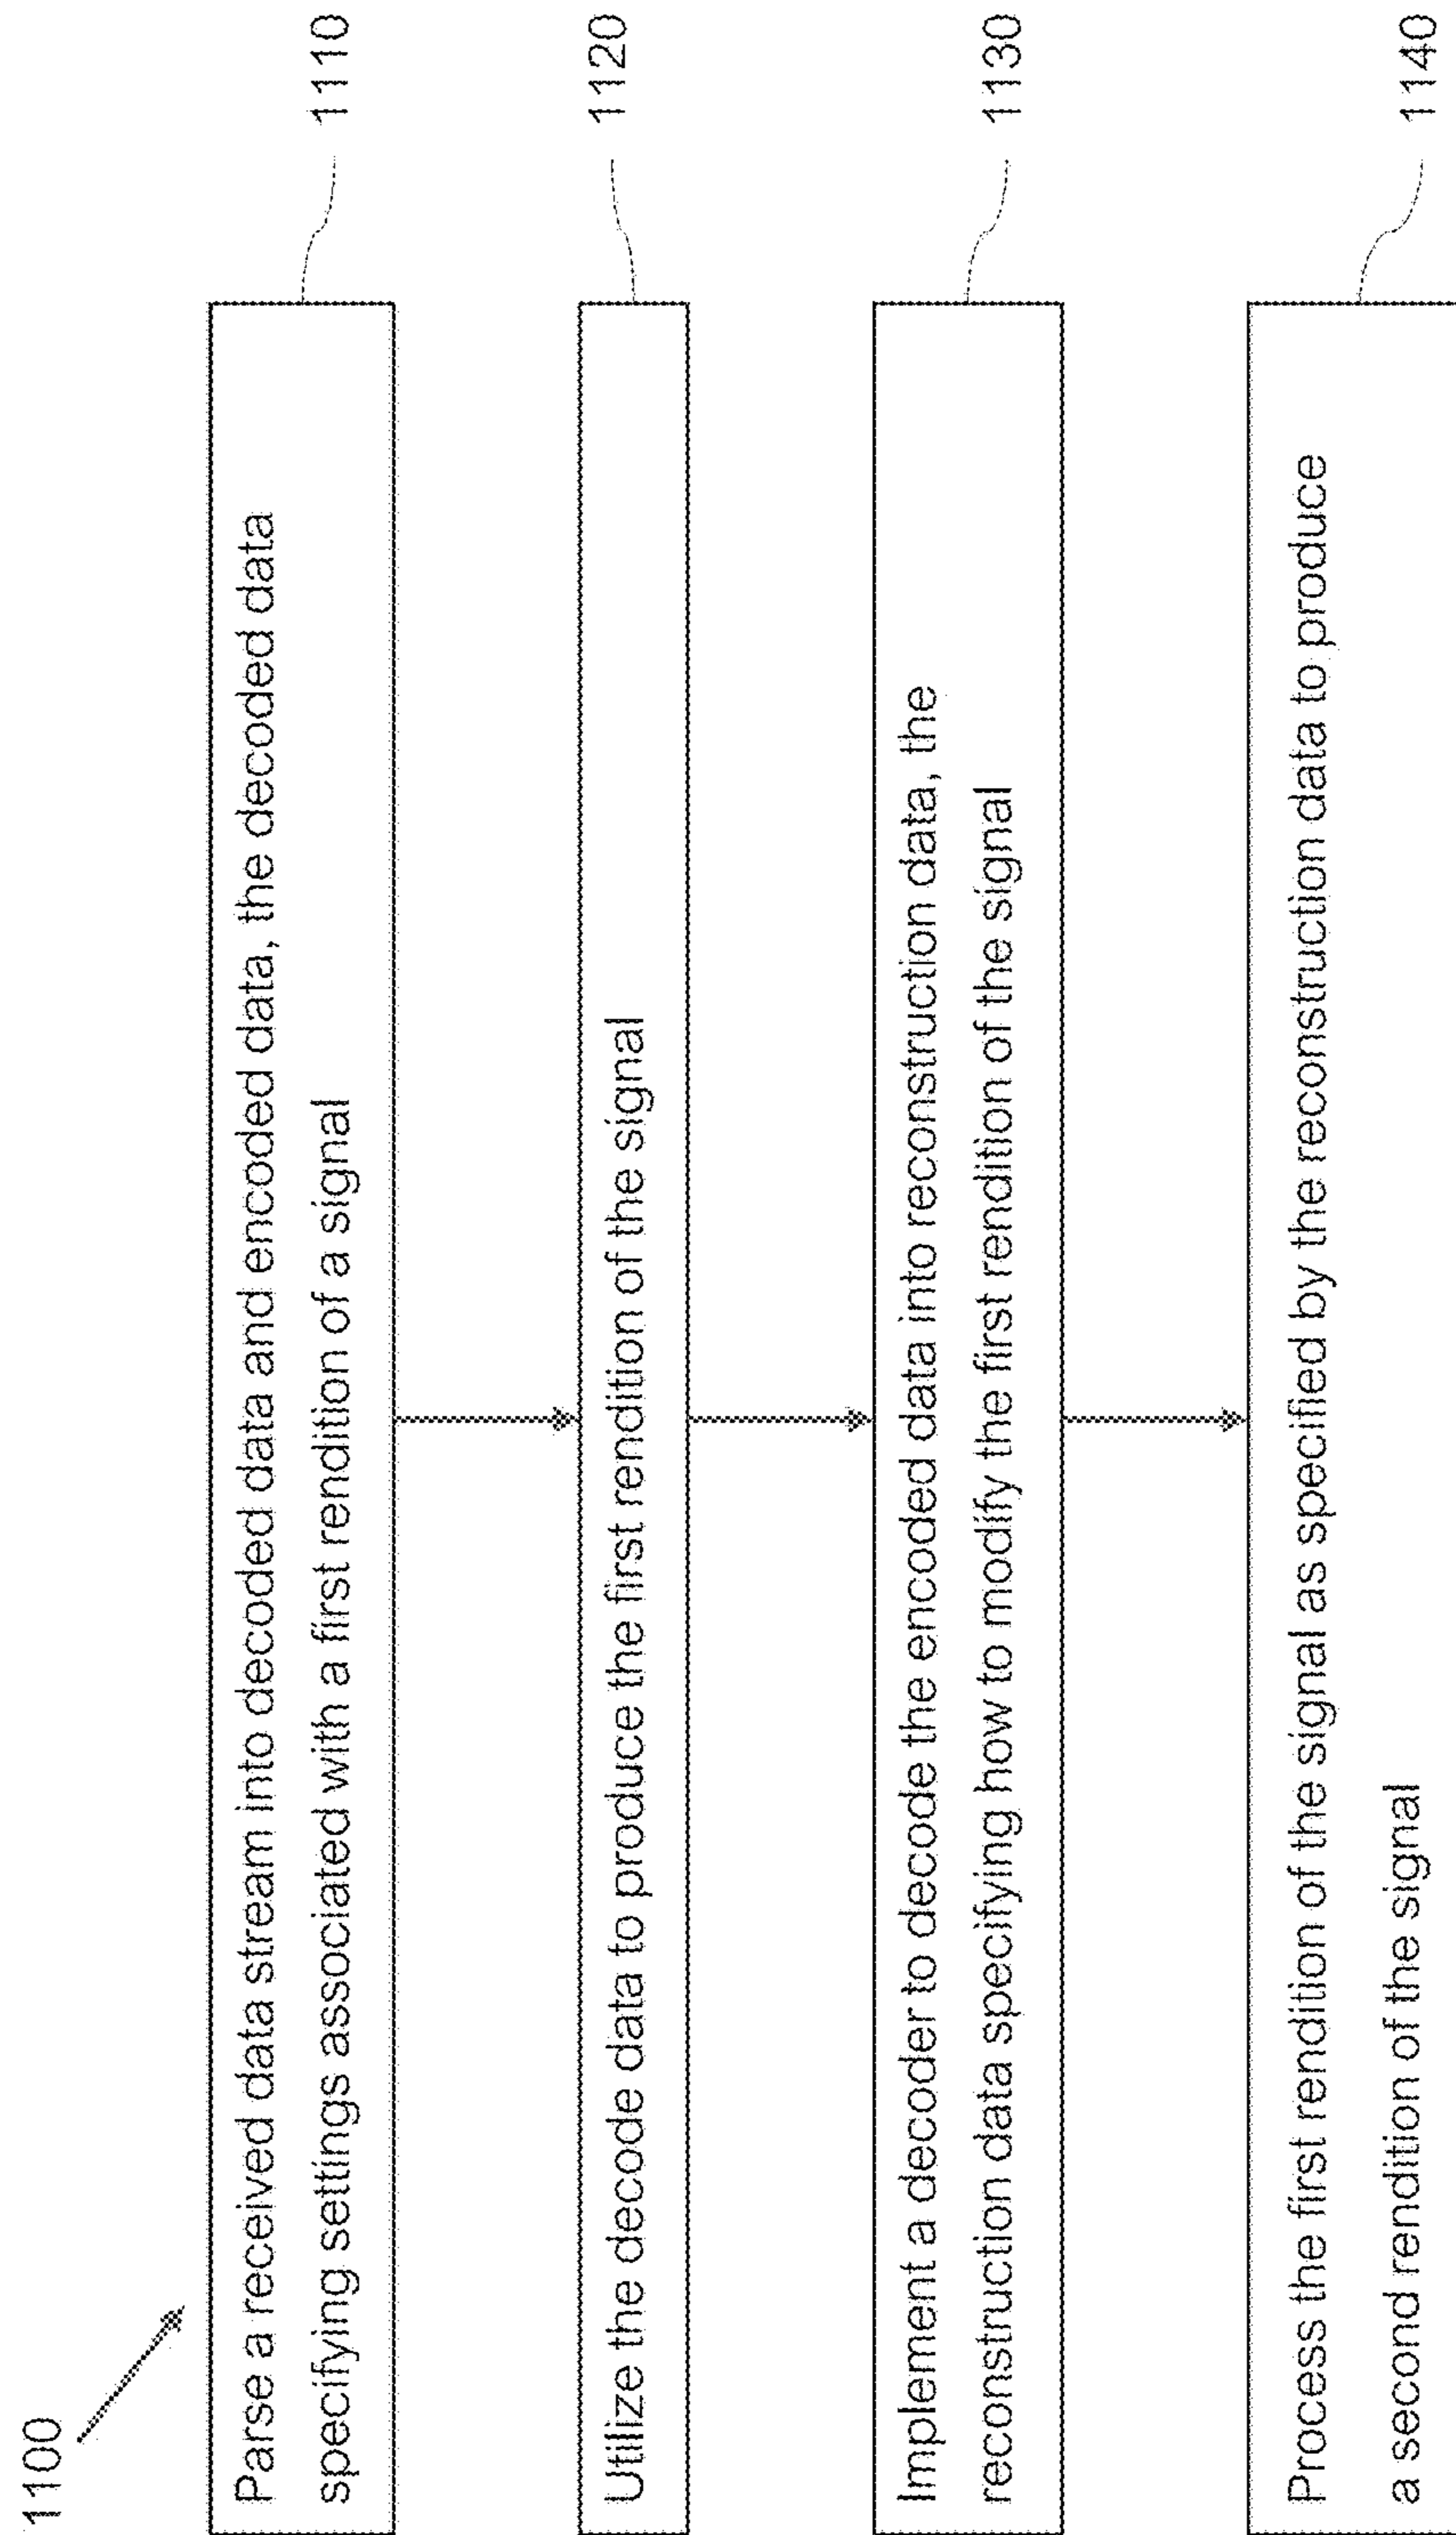 1100
Parse a received data stream into decoded data and encoded data, the decoded data
specifying settings associated with a first rendition of a signal
1110
Utilize the decode data to produce the first rendition of the signal
1120
Implement a decoder to decode the encoded data into reconstruction data, the
reconstruction data specifying how to modify the first rendition of the signal
1130
Process the first rendition of the signal as specified by the reconstruction data to produce
a second rendition of the signal
1140